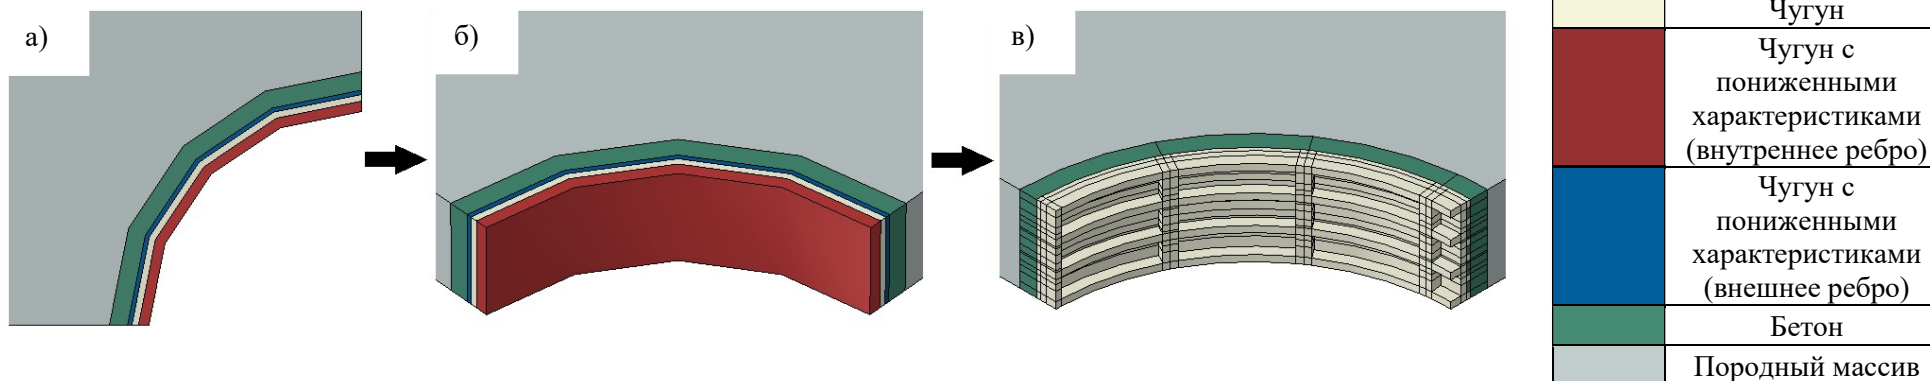 а)
б)
в)
Чугун
Чугун с
пониженными
характеристиками
(внутреннее ребро)
Чугун с
пониженными
характеристиками
(внешнее ребро)
Бетон
Породный массив